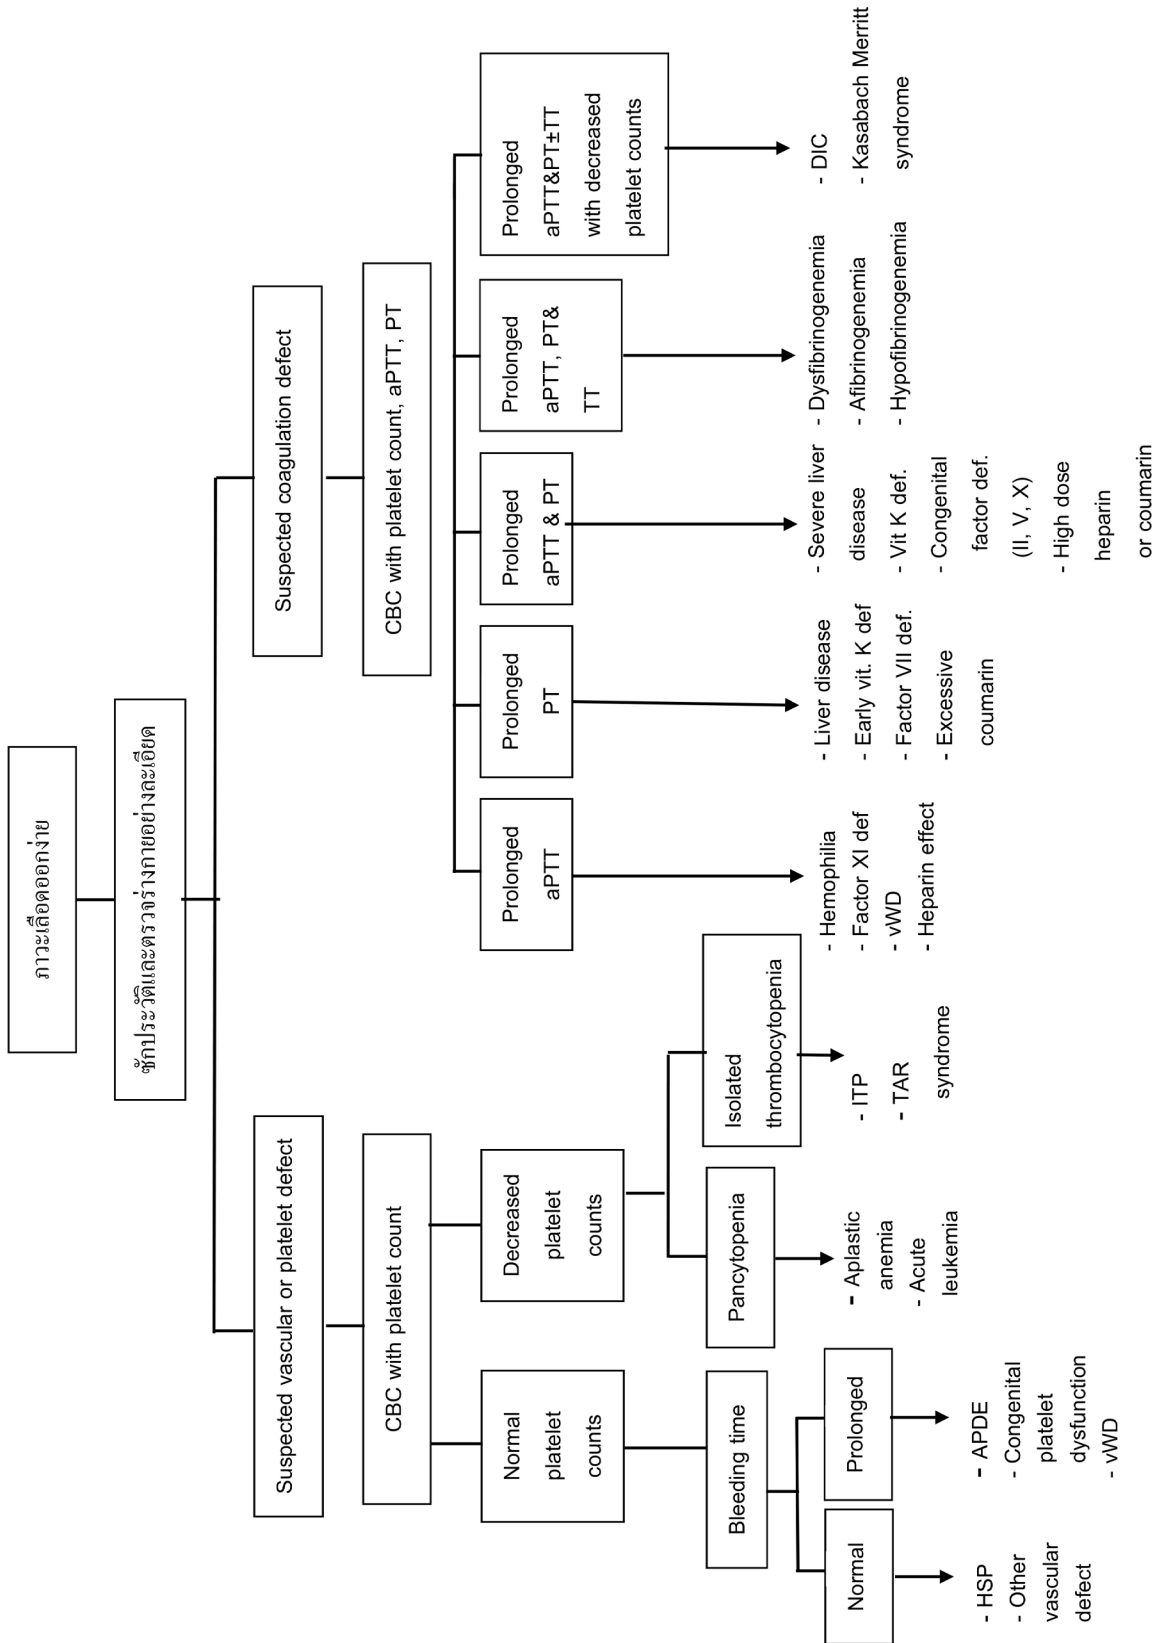 ภาวะเลือดออกง่าย
ซักประวัติและตรวจร่างกายอย่างละเอียด
Suspected vascular or platelet defect
Suspected coagulation defect
CBC with platelet count
CBC with platelet count, aPTT, PT
Normal
platelet
counts
Decreased
platelet
counts
Prolonged
aPTT
Prolonged
PT
Prolonged
aPTT & PT
Prolonged
aPTT, PT&
TT
Prolonged
aPTT&PT±TT
with decreased
platelet counts
Bleeding time
Pancytopenia
Isolated
thrombocytopenia
Normal
Prolonged
- HSP
- Other
vascular
defect
- APDE
- Congenital
platelet
dysfunction
- vWD
- Aplastic
anemia
- Acute
leukemia
- ITP
- TAR
syndrome
- Hemophilia
- Factor XI def
- vWD
- Heparin effect
- Liver disease
- Early vit. K def
- Factor VII def.
- Excessive
coumarin
- Severe liver
disease
- Vit K def.
- Congenital
factor def.
(II, V, X)
- High dose
heparin
or coumarin
- Dysfibrinogenemia
- Afibrinogenemia
- Hypofibrinogenemia
- DIC
- Kasabach Merritt
syndrome